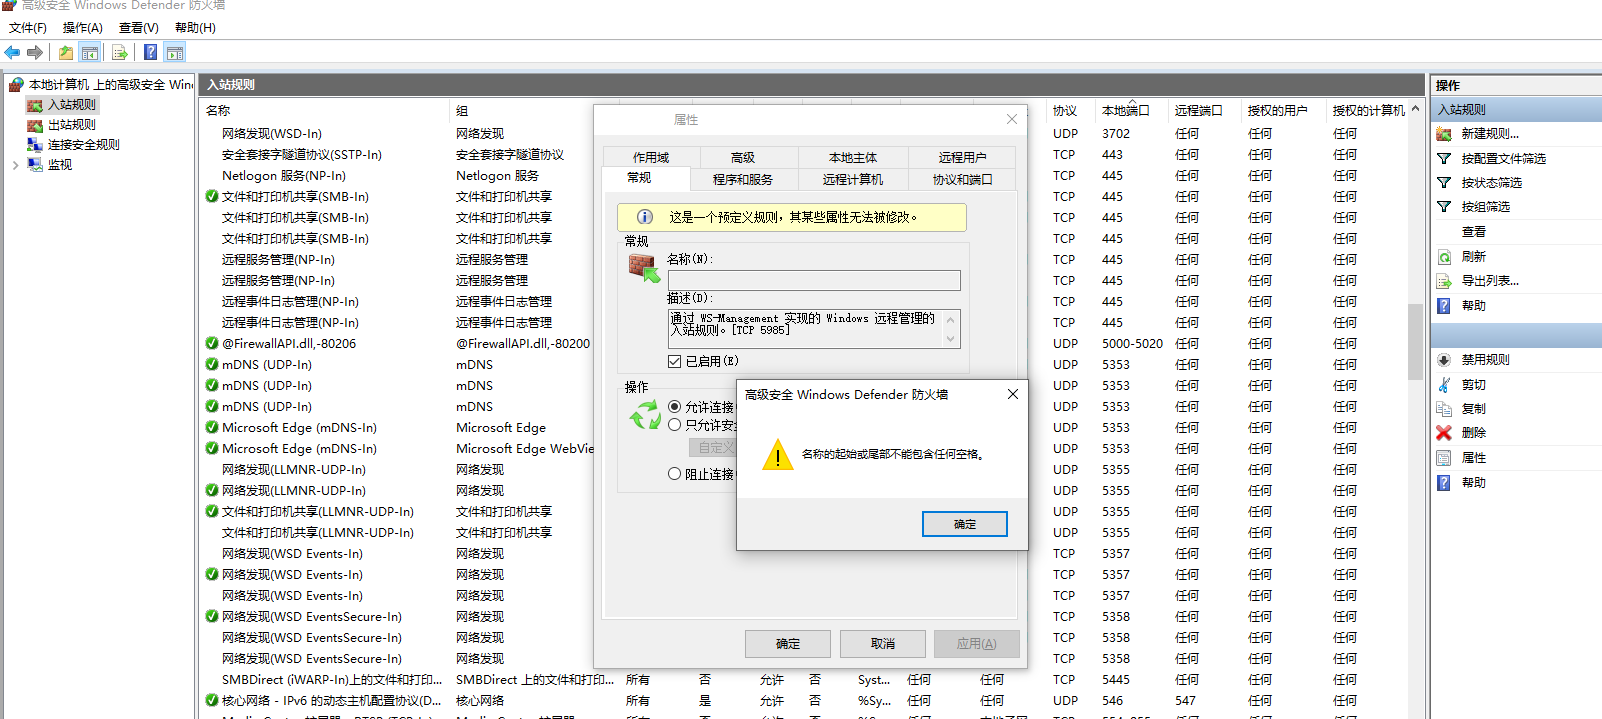 高级安全 Windows Defender 防火墙
文件(F) 操作(A) 查看(V) 帮助(H)
本地计算机 上的高级安全 Win
入站规则
出站规则
连接安全规则
监视
入站规则
名称 组 协议 本地端口 远程端口 授权的用户 授权的计算机
网络发现(WSD-In) 网络发现 UDP 3702 任何 任何 任何
安全套接字隧道协议(SSTP-In) 安全套接字隧道协议 TCP 443 任何 任何 任何
Netlogon 服务(NP-In) Netlogon 服务 TCP 445 任何 任何 任何
文件和打印机共享(SMB-In) 文件和打印机共享 TCP 445 任何 任何 任何
文件和打印机共享(SMB-In) 文件和打印机共享 TCP 445 任何 任何 任何
文件和打印机共享(SMB-In) 文件和打印机共享 TCP 445 任何 任何 任何
远程服务管理(NP-In) 远程服务管理 TCP 445 任何 任何 任何
远程服务管理(NP-In) 远程服务管理 TCP 445 任何 任何 任何
远程事件日志管理(NP-In) 远程事件日志管理 TCP 445 任何 任何 任何
远程事件日志管理(NP-In) 远程事件日志管理 TCP 445 任何 任何 任何
@FirewallAPI.dll,-80206 @FirewallAPI.dll,-80200 UDP 5000-5020 任何 任何 任何
mDNS (UDP-In) mDNS UDP 5353 任何 任何 任何
mDNS (UDP-In) mDNS UDP 5353 任何 任何 任何
mDNS (UDP-In) mDNS UDP 5353 任何 任何 任何
Microsoft Edge (mDNS-In) Microsoft Edge UDP 5353 任何 任何 任何
Microsoft Edge (mDNS-In) Microsoft Edge WebVie UDP 5353 任何 任何 任何
网络发现(LLMNR-UDP-In) 网络发现 UDP 5355 任何 任何 任何
网络发现(LLMNR-UDP-In) 网络发现 UDP 5355 任何 任何 任何
文件和打印机共享(LLMNR-UDP-In) 文件和打印机共享 UDP 5355 任何 任何 任何
文件和打印机共享(LLMNR-UDP-In) 文件和打印机共享 UDP 5355 任何 任何 任何
网络发现(WSD Events-In) 网络发现 TCP 5357 任何 任何 任何
网络发现(WSD Events-In) 网络发现 TCP 5357 任何 任何 任何
网络发现(WSD Events-In) 网络发现 TCP 5357 任何 任何 任何
网络发现(WSD EventsSecure-In) 网络发现 TCP 5358 任何 任何 任何
网络发现(WSD EventsSecure-In) 网络发现 TCP 5358 任何 任何 任何
网络发现(WSD EventsSecure-In) 网络发现 TCP 5358 任何 任何 任何
SMBDirect (iWARP-In)上的文件和打印... SMBDirect 上的文件和打印... 所有 否 允许 否 Syst... 任何 任何 TCP 5445 任何 任何 任何
核心网络 - IPv6 的动态主机配置协议(D... 核心网络 所有 是 允许 否 %Sy... 任何 任何 UDP 546 547 任何 任何
属性
作用域 高级 本地主体 远程用户
常规 程序和服务 远程计算机 协议和端口
这是一个预定义规则，其某些属性无法被修改。
常规
名称(N):
描述(D):
通过 WS-Management 实现的 Windows 远程管理的
入站规则。[TCP 5985]
已启用(E)
操作
允许连接
只允许安
自定义
阻止连接
确定 取消 应用(A)
高级安全 Windows Defender 防火墙
名称的起始或尾部不能包含任何空格。
确定
操作
入站规则
新建规则...
按配置文件筛选
按状态筛选
按组筛选
查看
刷新
导出列表...
帮助
禁用规则
剪切
复制
删除
属性
帮助